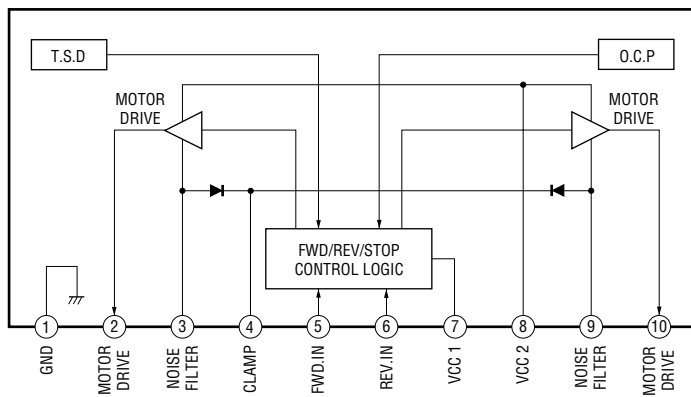 T.S.D
O.C.P
MOTOR
DRIVE
MOTOR
DRIVE
FWD/REV/STOP
CONTROL LOGIC
1
2
3
4
5
6
7
8
9
10
GND
MOTOR
DRIVE
NOISE
FILTER
CLAMP
FWD.IN
REV.IN
VCC 1
VCC 2
NOISE
FILTER
MOTOR
DRIVE